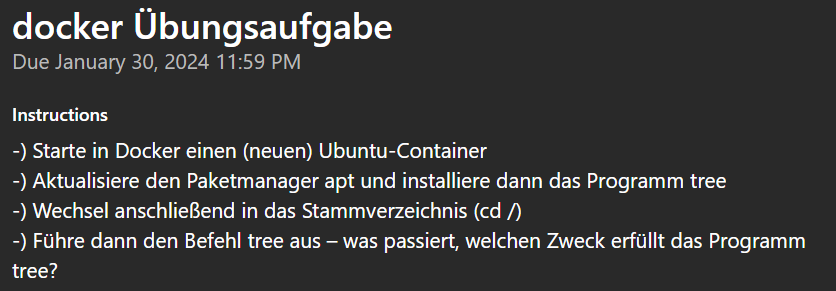 docker Übungsaufgabe
Due January 30, 2024 11:59 PM
Instructions
-) Starte in Docker einen (neuen) Ubuntu-Container
-) Aktualisiere den Paketmanager apt und installiere dann das Programm tree
-) Wechsel anschließend in das Stammverzeichnis (cd /)
-) Führe dann den Befehl tree aus – was passiert, welchen Zweck erfüllt das Programm
tree?